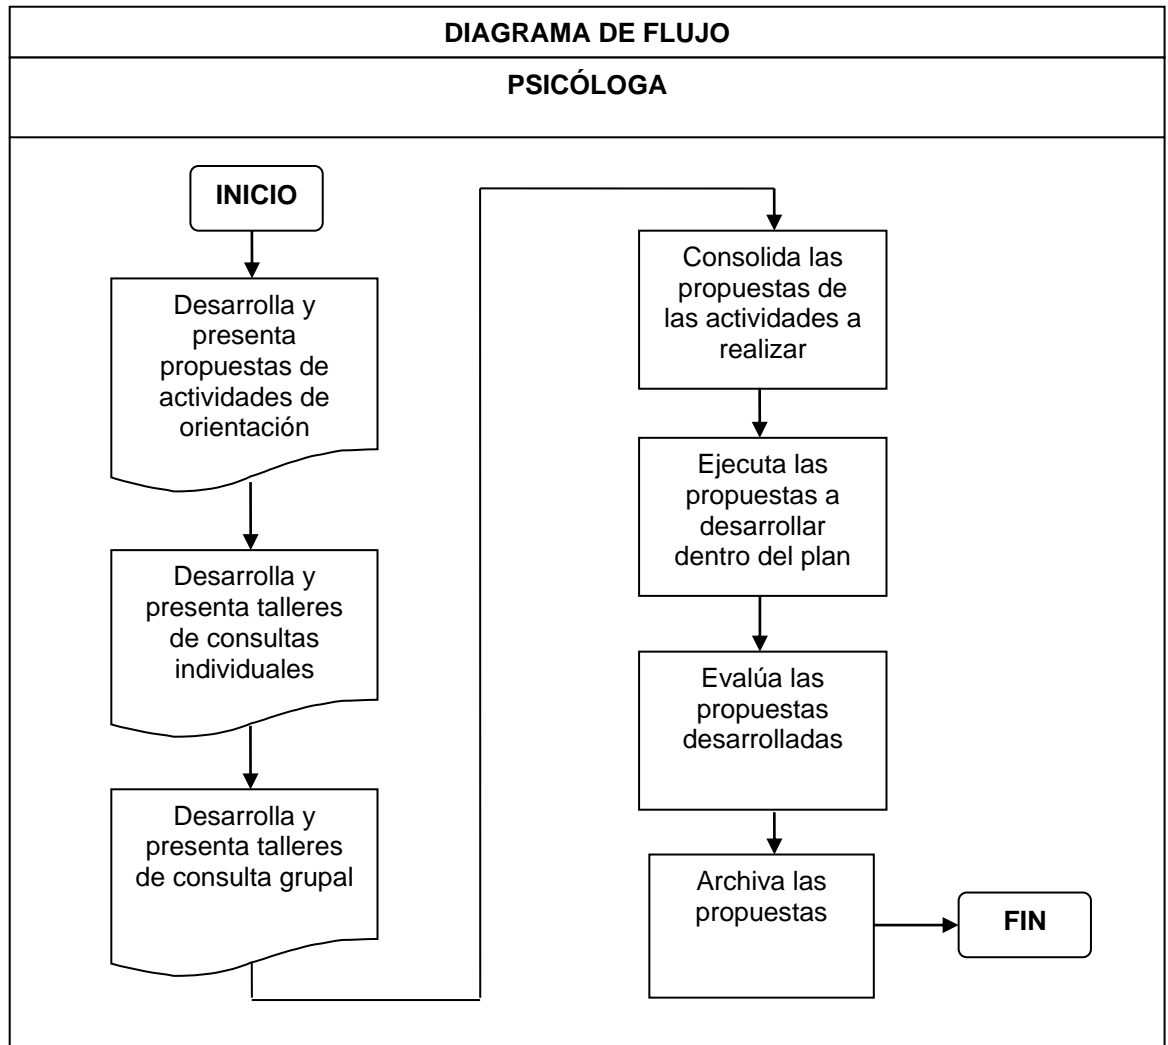 DIAGRAMA DE FLUJO
PSICÓLOGA
INICIO
Desarrolla y
presenta
propuestas de
actividades de
orientación
Desarrolla y
presenta talleres
de consultas
individuales
Desarrolla y
presenta talleres
de consulta grupal
Consolida las
propuestas de
las actividades a
realizar
Ejecuta las
propuestas a
desarrollar
dentro del plan
Evalúa las
propuestas
desarrolladas
Archiva las
propuestas
FIN